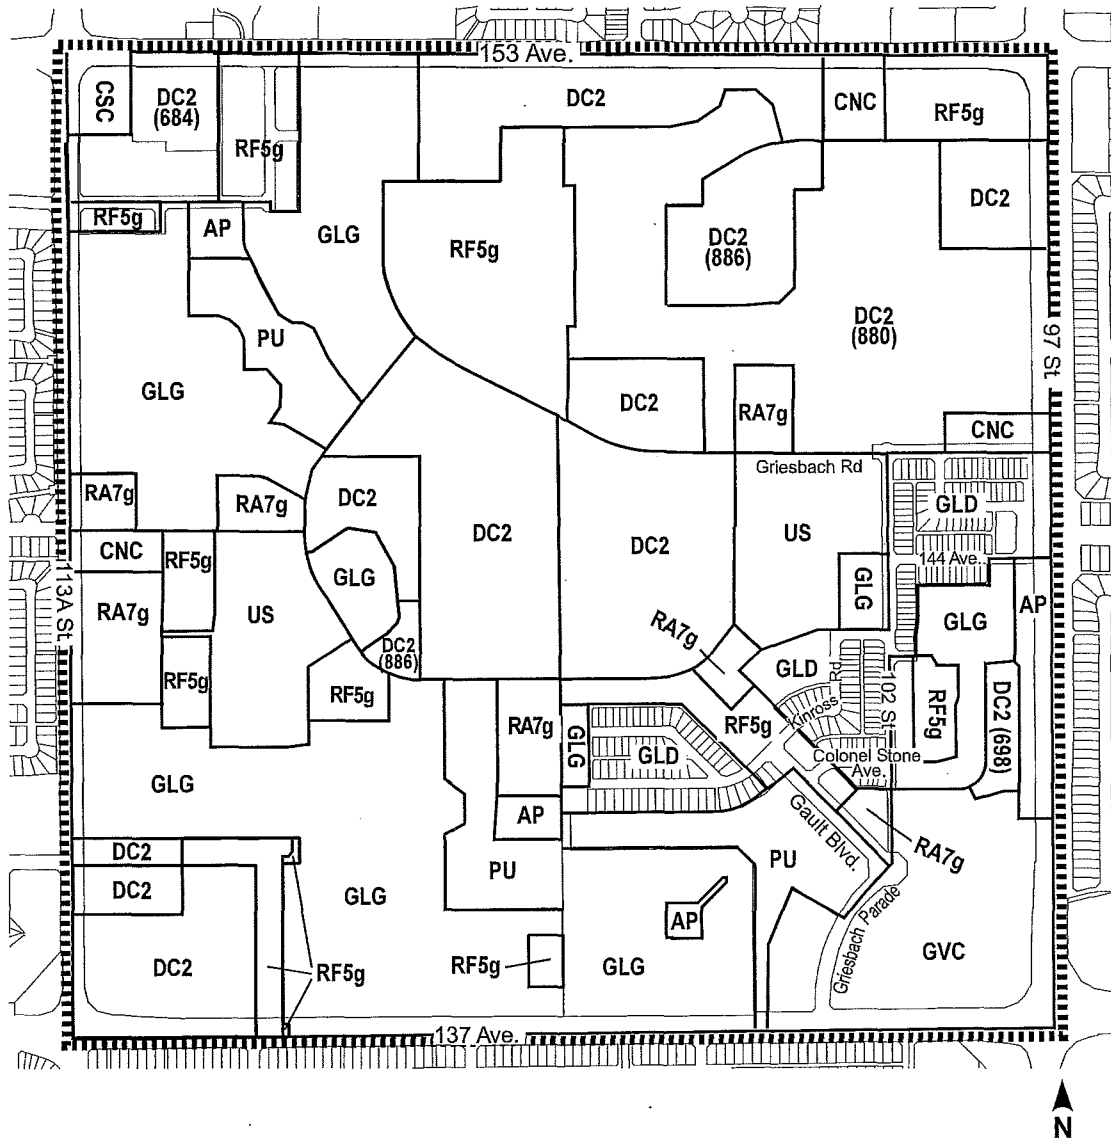 153 Ave.
CSC
DC2
(684)
RF5g
DC2
CNC
RF5g
DC2
RF5g
AP
GLG
RF5g
DC2
(886)
DC2
(880)
PU
97 St
GLG
DC2
RA7g
CNC
Griesbach Rd
RA7g
RA7g
DC2
GLD
DC2
DC2
US
CNC
RF5g
144 Ave.
113A St.
GLG
GLG
AP
RA7g
US
GLG
RA7g
DC2
(886)
GLD
Rd
RF5g
RF5g
102 St
RF5g
DC2 (698)
RA7g
RF5g
Kinross
GLG
GLD
Colonel Stone
Ave.
GLG
AP
Gault Blvd.
RA7g
DC2
PU
PU
DC2
GLG
AP
Griesbach Parade
GVC
DC2
RF5g
RF5g
GLG
137 Ave.
N